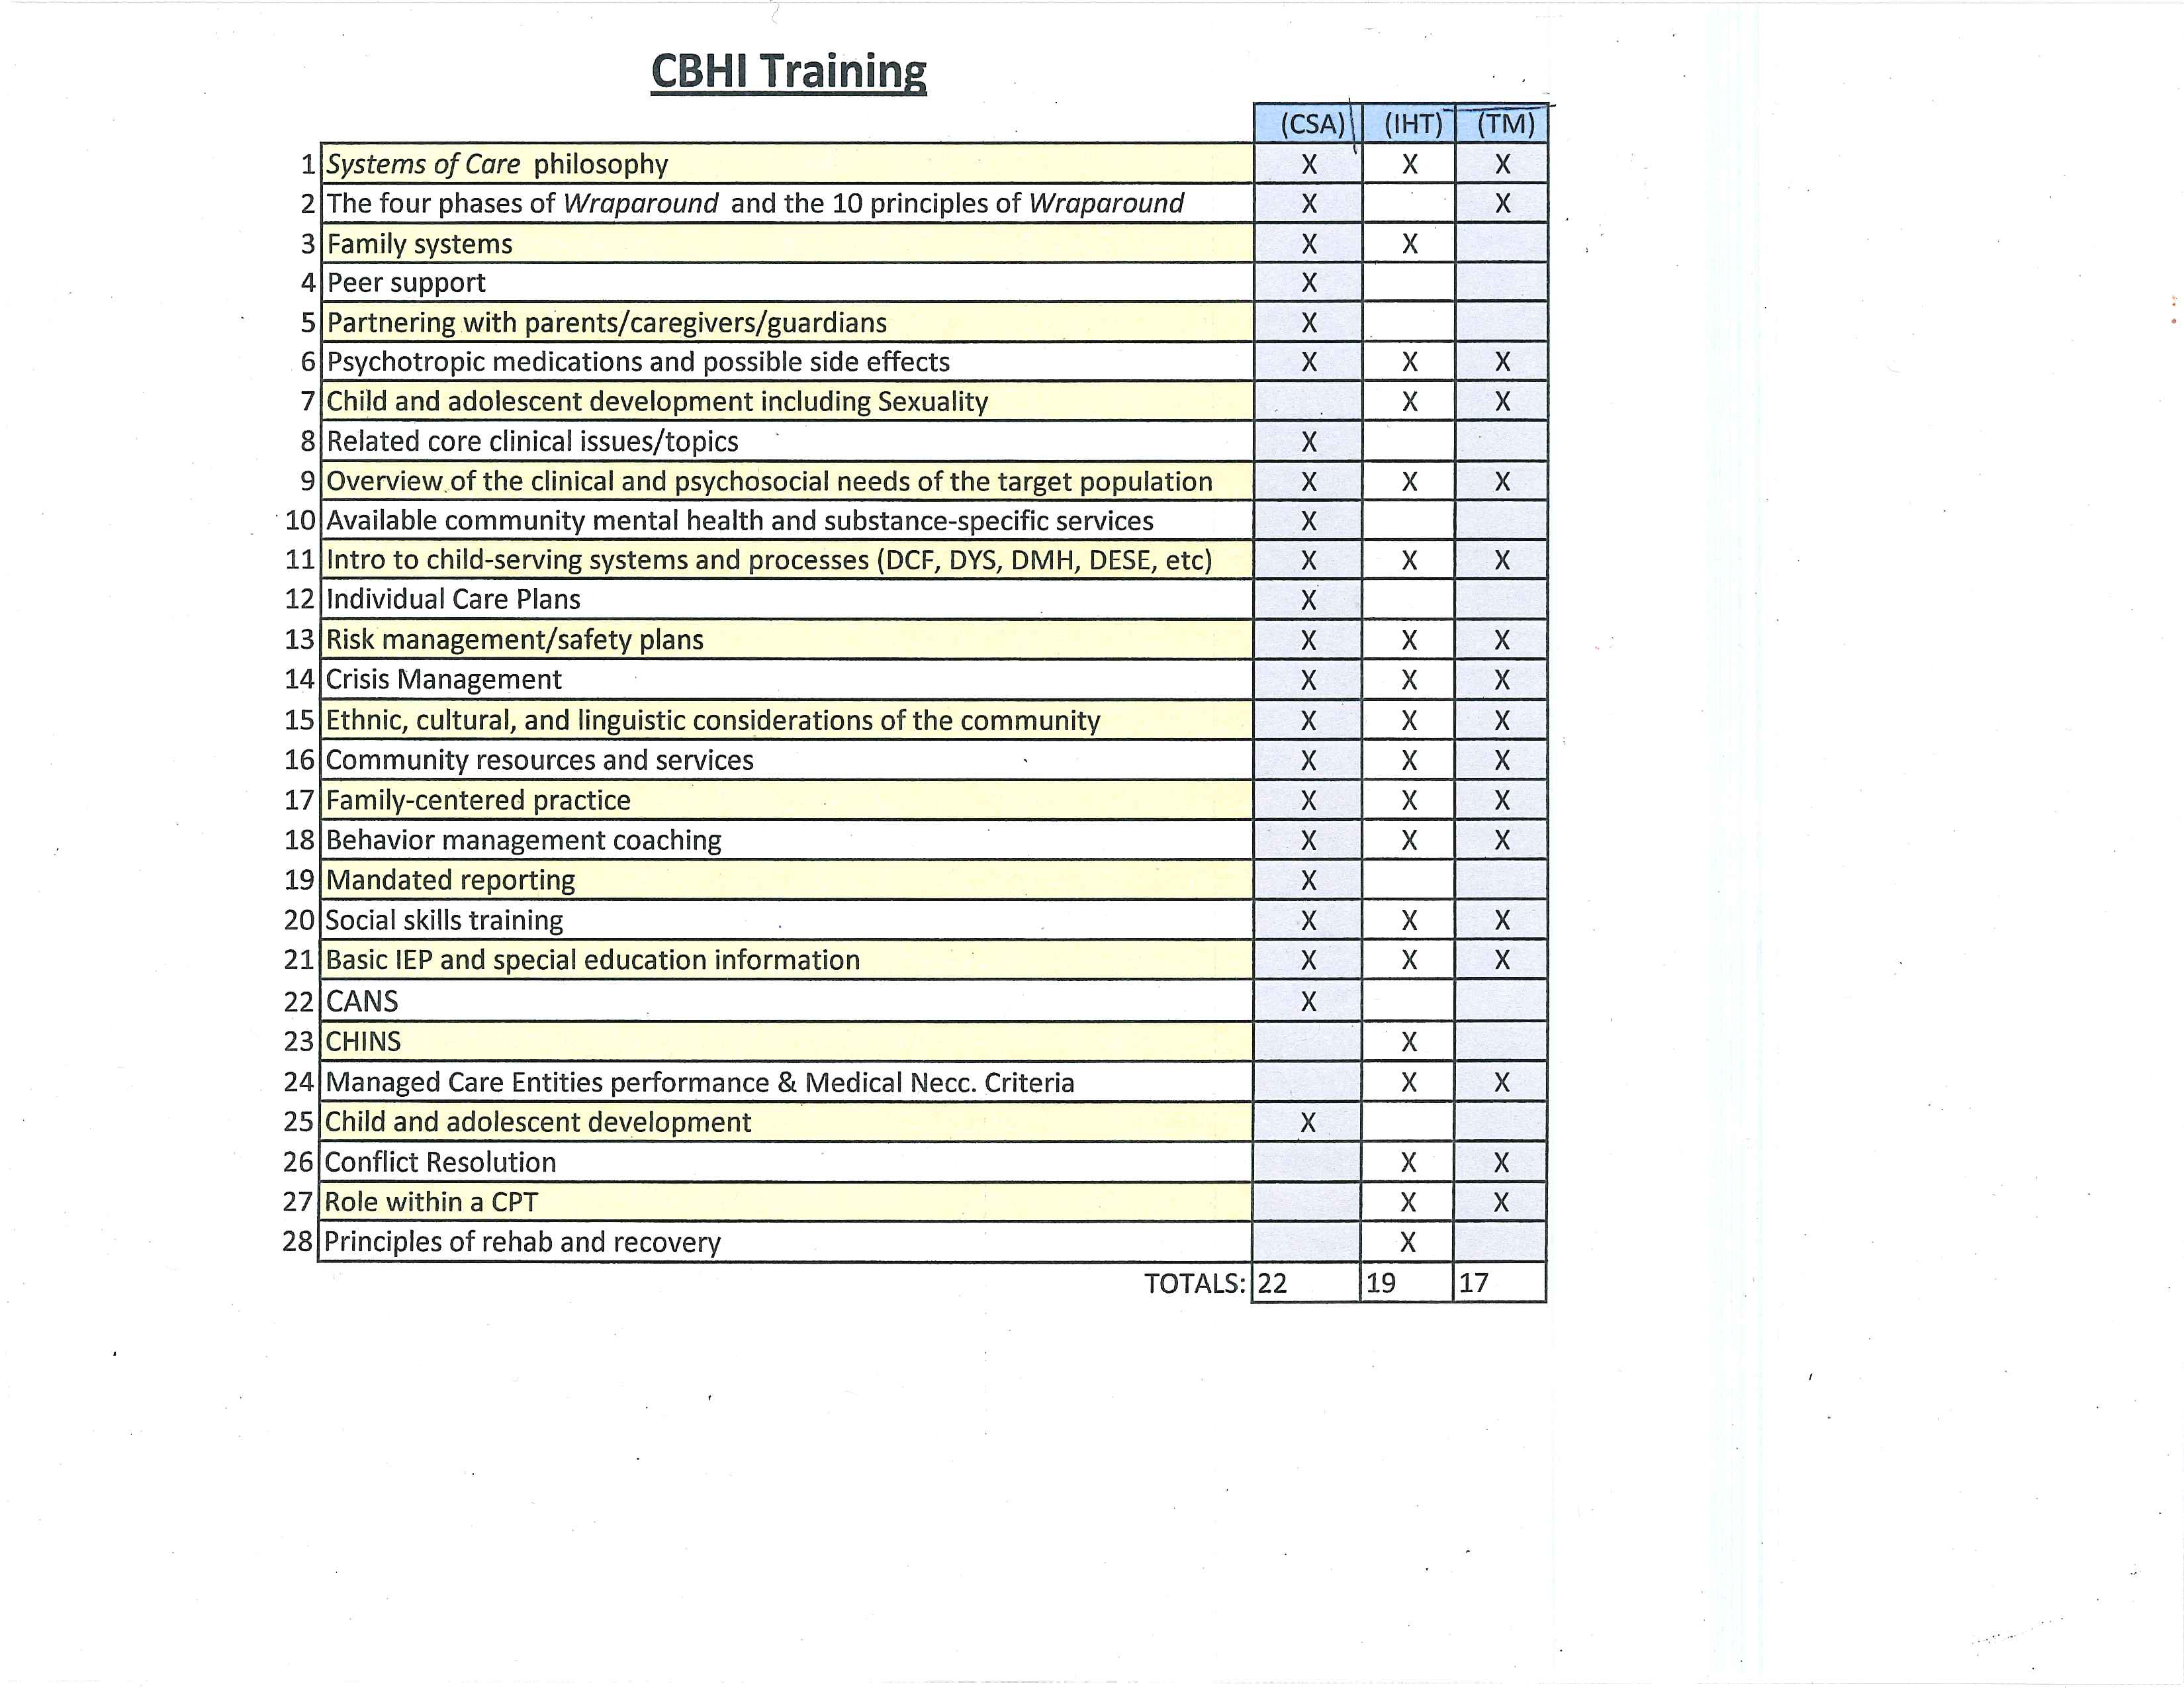 CBHI Training
(CSA) (IHT) (TM)
1 Systems of Care philosophy X X X
2 The four phases of Wraparound and the 10 principles of Wraparound X X
3 Family systems X X
4 Peer support X
5 Partnering with parents/caregivers/guardians X
6 Psychotropic medications and possible side effects X X X
7 Child and adolescent development including Sexuality X X
8 Related core clinical issues/topics X
9 Overview of the clinical and psychosocial needs of the target population X X X
10 Available community mental health and substance-specific services X
11 Intro to child-serving systems and processes (DCF, DYS, DMH, DESE, etc) X X X
12 Individual Care Plans X
13 Risk management/safety plans X X X
14 Crisis Management X X X
15 Ethnic, cultural, and linguistic considerations of the community X X X
16 Community resources and services X X X
17 Family-centered practice X X X
18 Behavior management coaching X X X
19 Mandated reporting X
20 Social skills training X X X
21 Basic IEP and special education information X X X
22 CANS X
23 CHINS X
24 Managed Care Entities performance & Medical Necc. Criteria X X
25 Child and adolescent development X
26 Conflict Resolution X X
27 Role within a CPT X X
28 Principles of rehab and recovery X
TOTALS: 22 19 17